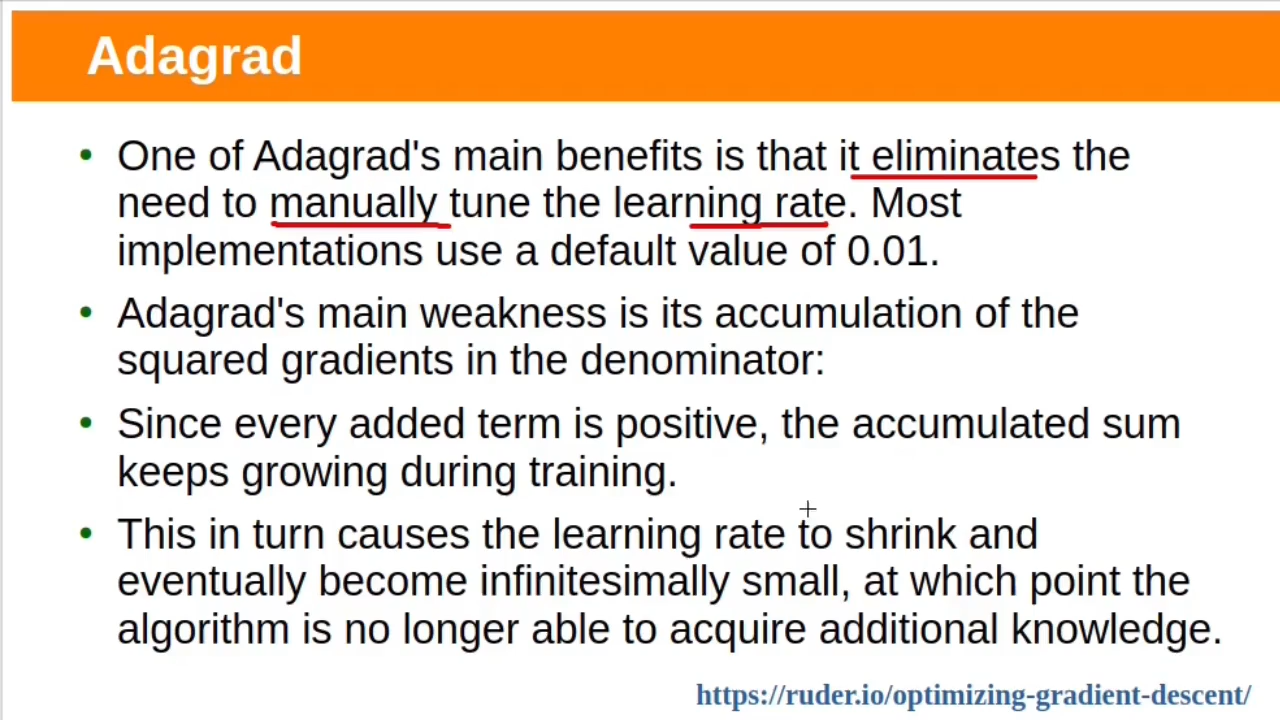 Adagrad
• One of Adagrad's main benefits is that it eliminates the
need to manually tune the learning rate. Most
implementations use a default value of 0.01.
• Adagrad's main weakness is its accumulation of the
squared gradients in the denominator:
• Since every added term is positive, the accumulated sum
keeps growing during training.
• This in turn causes the learning rate to shrink and
eventually become infinitesimally small, at which point the
algorithm is no longer able to acquire additional knowledge.
https://ruder.io/optimizing-gradient-descent/